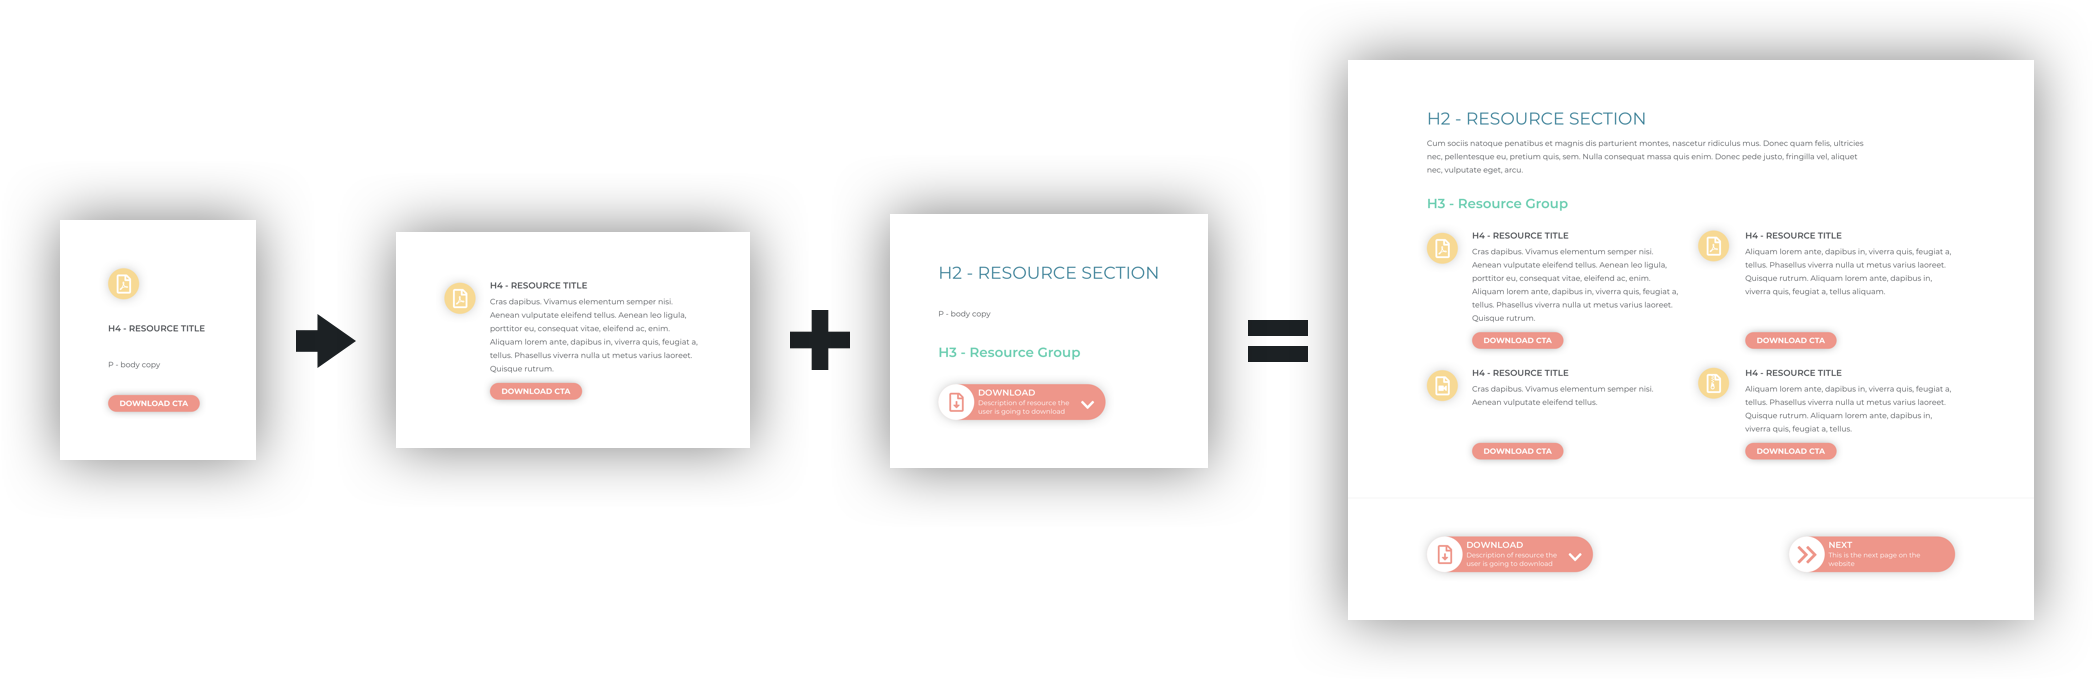 H4 - RESOURCE TITLE
P - body copy
DOWNLOAD CTA
H4 - RESOURCE TITLE
Cras dapibus. Vivamus elementum semper nisi.
Aenean vulputate eleifend tellus. Aenean leo ligula,
porttitor eu, consequat vitae, eleifend ac, enim.
Aliquam lorem ante, dapibus in, viverra quis, feugiat a,
tellus. Phasellus viverra nulla ut metus varius laoreet.
Quisque rutrum.
DOWNLOAD CTA
H2 - RESOURCE SECTION
P - body copy
H3 - Resource Group
DOWNLOAD
Description of resource the
user is going to download
H2 - RESOURCE SECTION
Cum sociis natoque penatibus et magnis dis parturient montes, nascetur ridiculus mus. Donec quam felis, ultricies
nec, pellentesque eu, pretium quis, sem. Nulla consequat massa quis enim. Donec pede justo, fringilla vel, aliquet
nec, vulputate eget, arcu.
H3 - Resource Group
H4 - RESOURCE TITLE
Cras dapibus. Vivamus elementum semper nisi.
Aenean vulputate eleifend tellus. Aenean leo ligula,
porttitor eu, consequat vitae, eleifend ac, enim.
Aliquam lorem ante, dapibus in, viverra quis, feugiat a,
tellus. Phasellus viverra nulla ut metus varius laoreet.
Quisque rutrum.
DOWNLOAD CTA
H4 - RESOURCE TITLE
Aliquam lorem ante, dapibus in, viverra quis, feugiat a,
tellus. Phasellus viverra nulla ut metus varius laoreet.
Quisque rutrum. Aliquam lorem ante, dapibus in,
viverra quis, feugiat a, tellus aliquam.
DOWNLOAD CTA
H4 - RESOURCE TITLE
Cras dapibus. Vivamus elementum semper nisi.
Aenean vulputate eleifend tellus.
DOWNLOAD CTA
H4 - RESOURCE TITLE
Aliquam lorem ante, dapibus in, viverra quis, feugiat a,
tellus. Phasellus viverra nulla ut metus varius laoreet.
Quisque rutrum. Aliquam lorem ante, dapibus in,
viverra quis, feugiat a, tellus.
DOWNLOAD CTA
DOWNLOAD
Description of resource the
user is going to download
NEXT
This is the next page on the
website